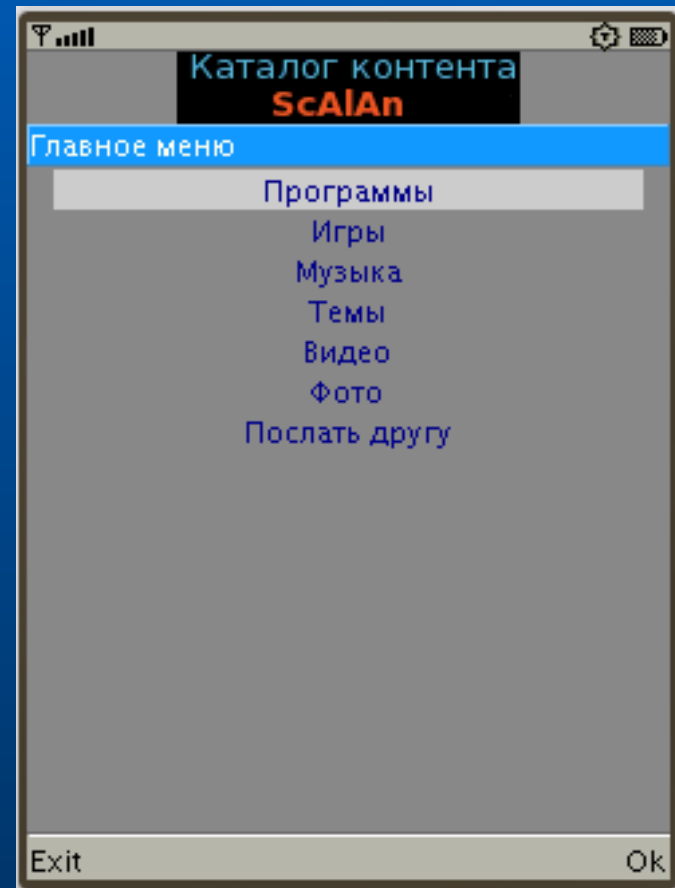 Каталог контента
ScAlAn
Главное меню
Программы
Игры
Музыка
Темы
Видео
Фото
Послать другу
Exit Ok